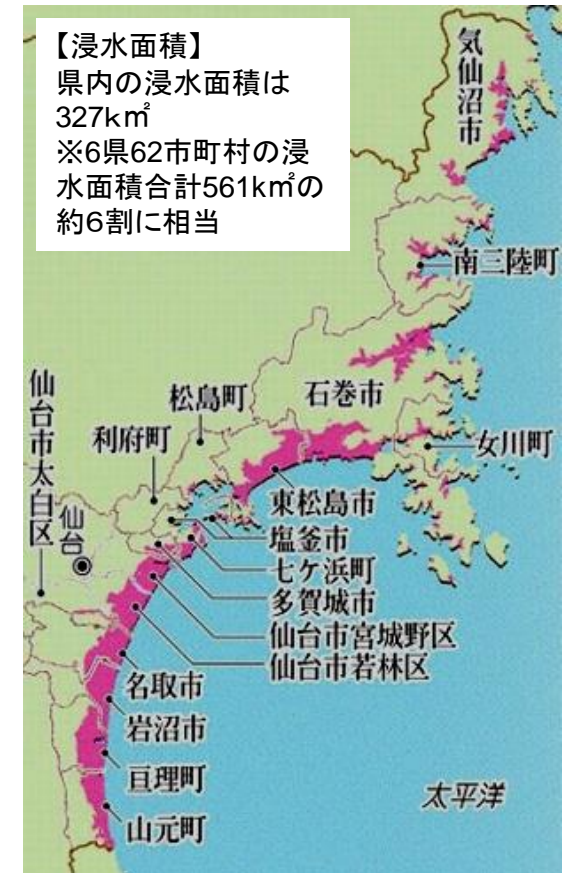 【浸水面積】
県内の浸水面積は
327k㎡
※6県62市町村の浸
水面積合計561k㎡の
約6割に相当
気仙沼市
南三陸町
石巻市
松島町
利府町
女川町
仙台市太白区
仙台
東松島市
塩釜市
七ケ浜町
多賀城市
仙台市宮城野区
仙台市若林区
名取市
岩沼市
亘理町
山元町
太平洋